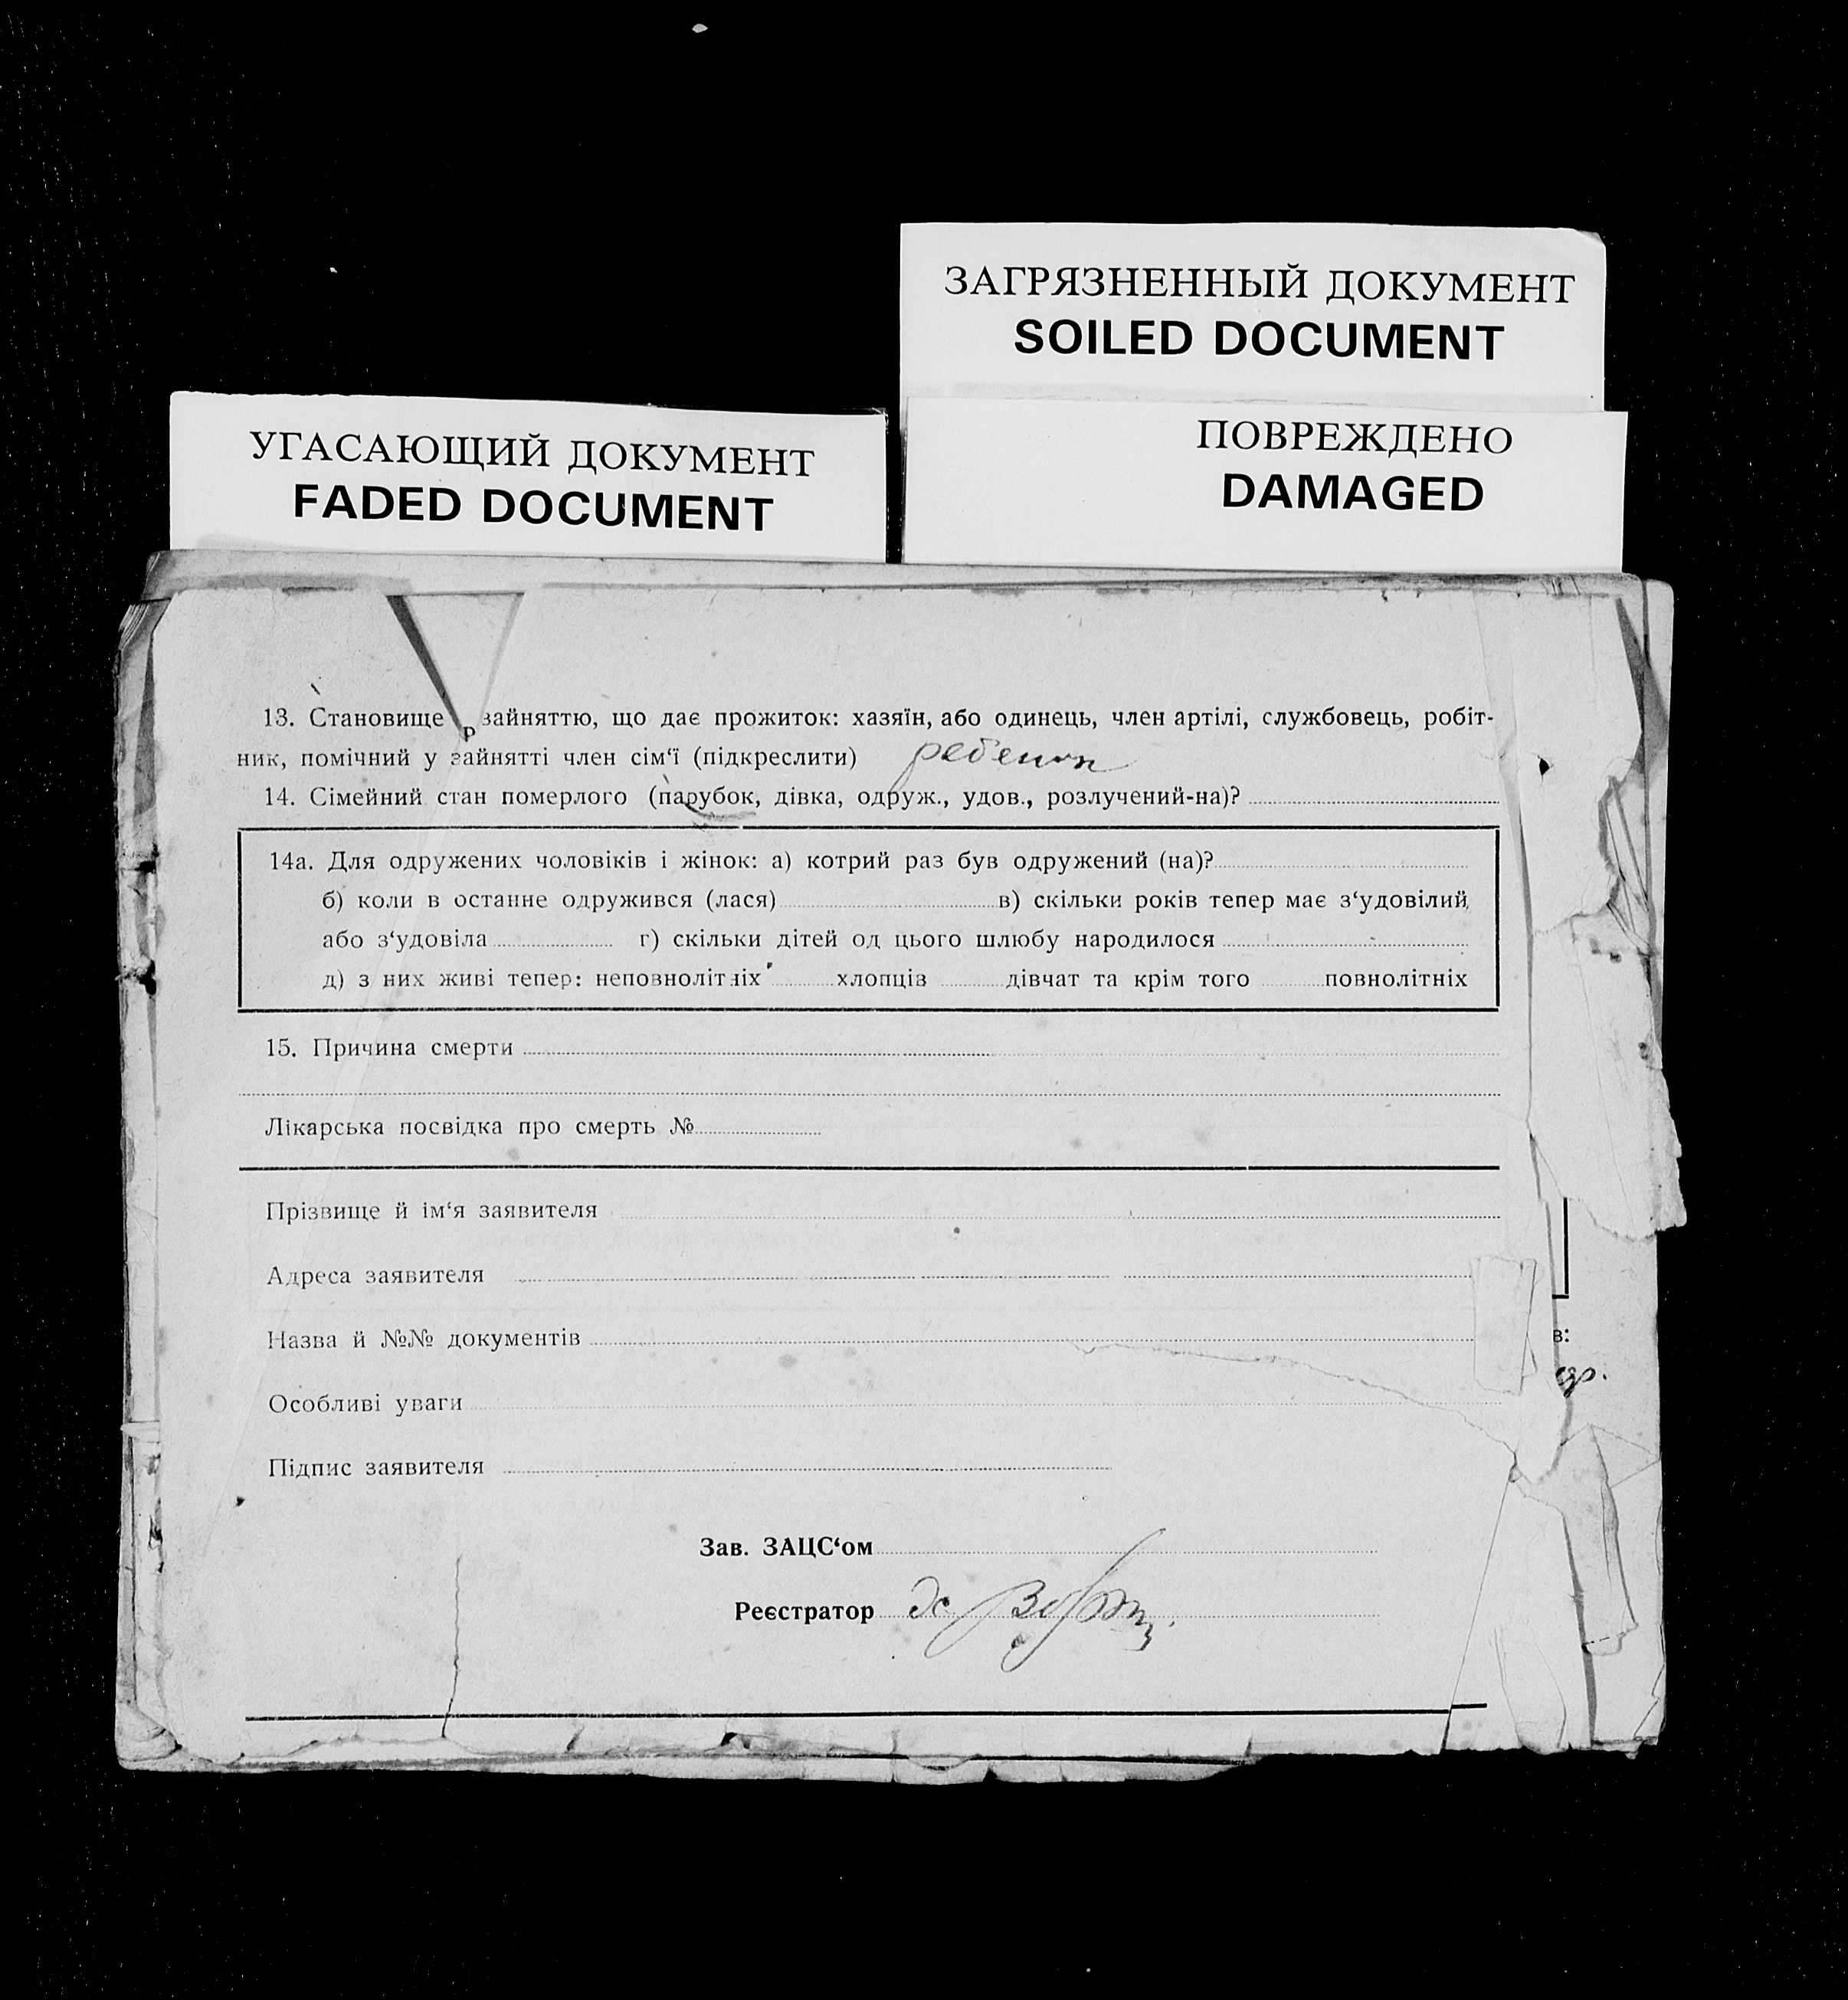 ЗАГРЯЗНЕННЫЙ ДОКУМЕНТ
SOILED DOCUMENT
УГАСАЮЩИЙ ДОКУМЕНТ
FADED DOCUMENT
ПОВРЕЖДЕНО
DAMAGED
13. Становище зайняттю, що дає прожиток: хазяїн, або одинець, член артілі, службовець, робіт-
ник, помічний у зайнятті член сім‘ї (підкреслити) ребенок
14. Сімейний стан померлого (парубок, дівка, одруж., удов., розлучений-на)?
14а. Для одружених чоловіків і жінок: а) котрий раз був одружений (на)?
б) коли в останне одружився (лася) в) скільки років тепер має з‘удовілий,
або з‘удовіла г) скільки дітей од цього шлюбу народилося
д) з них живі тепер: неповнолітніх хлопців дівчат та крім того повнолітніх
15. Причина смерти
Лікарська посвідка про смерть №
Прізвище й ім‘я заявителя
Адреса заявителя
Назва й №№ документів
в:
Особливі уваги
Підпис заявителя
Зав. ЗАЦС‘ом
Реєстратор